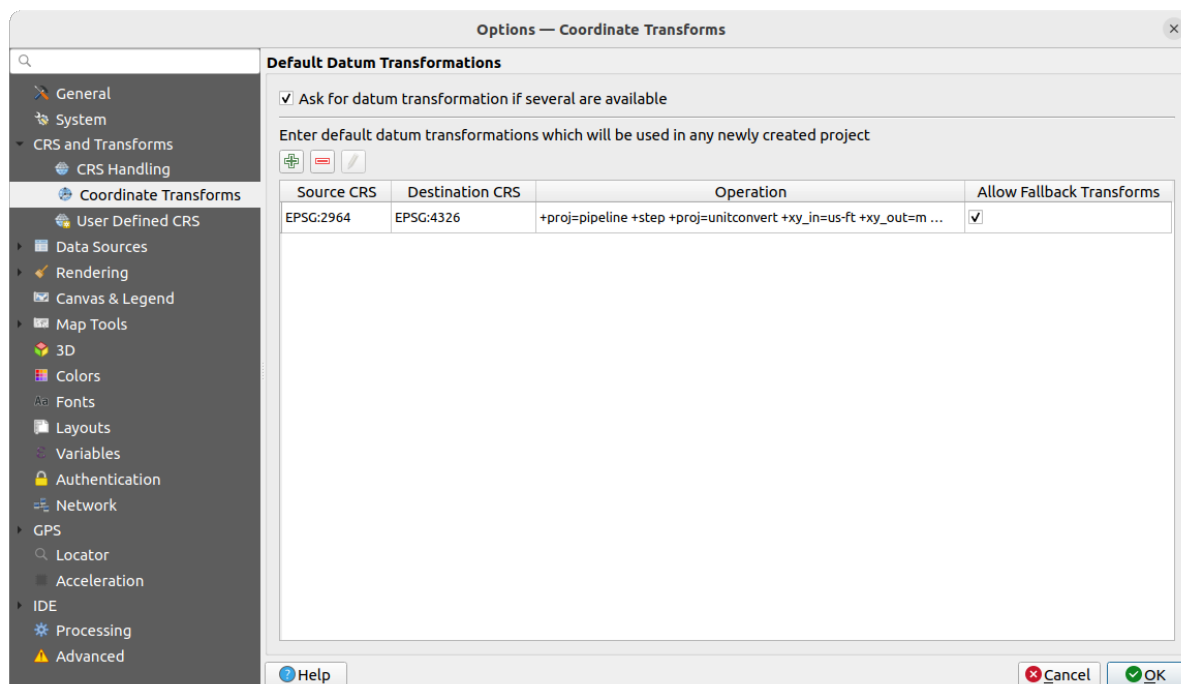 Options — Coordinate Transforms
General
System
CRS and Transforms
CRS Handling
Coordinate Transforms
User Defined CRS
Data Sources
Rendering
Canvas & Legend
Map Tools
3D
Colors
Fonts
Layouts
Variables
Authentication
Network
GPS
Locator
Acceleration
IDE
Processing
Advanced
Default Datum Transformations
Ask for datum transformation if several are available
Enter default datum transformations which will be used in any newly created project
Source CRS Destination CRS Operation Allow Fallback Transforms
EPSG:2964 EPSG:4326 +proj=pipeline +step +proj=unitconvert +xy_in=us-ft +xy_out=m ...
Help Cancel OK